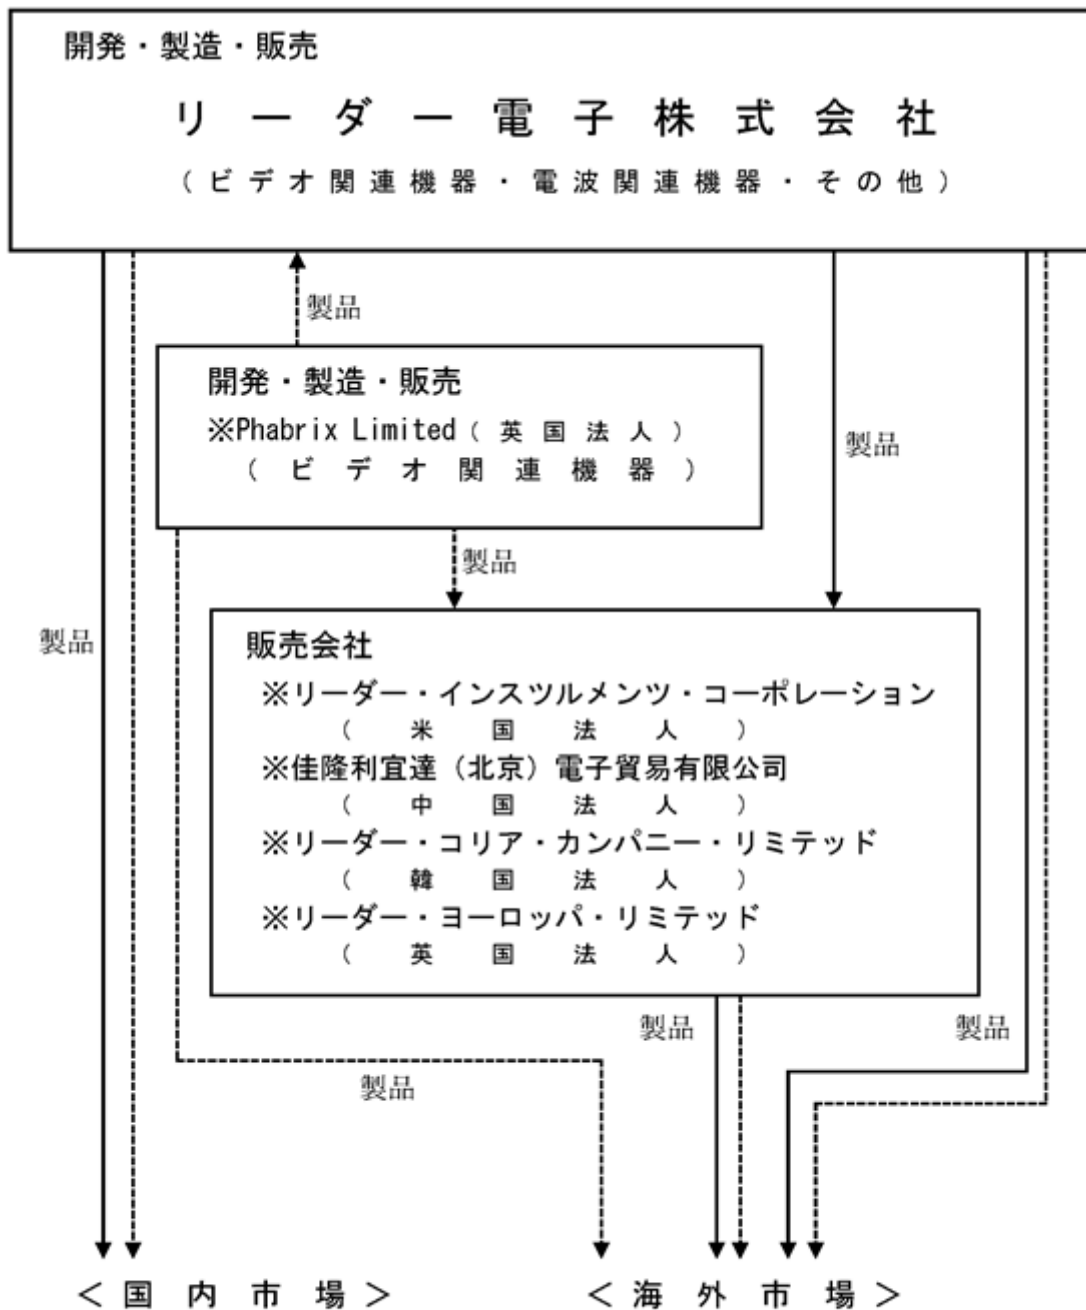 開発・製造・販売
リーダー電子株式会社
（ビデオ関連機器・電波関連機器・その他）
製品
開発・製造・販売
※Phabrix Limited（英国法人）
（ビデオ関連機器）
製品
製品
製品
販売会社
※リーダー・インスツルメンツ・コーポレーション
（米国法人）
※佳隆利宜達（北京）電子貿易有限公司
（中国法人）
※リーダー・コリア・カンパニー・リミテッド
（韓国法人）
※リーダー・ヨーロッパ・リミテッド
（英国法人）
製品
製品
製品
＜国内市場＞
＜海外市場＞